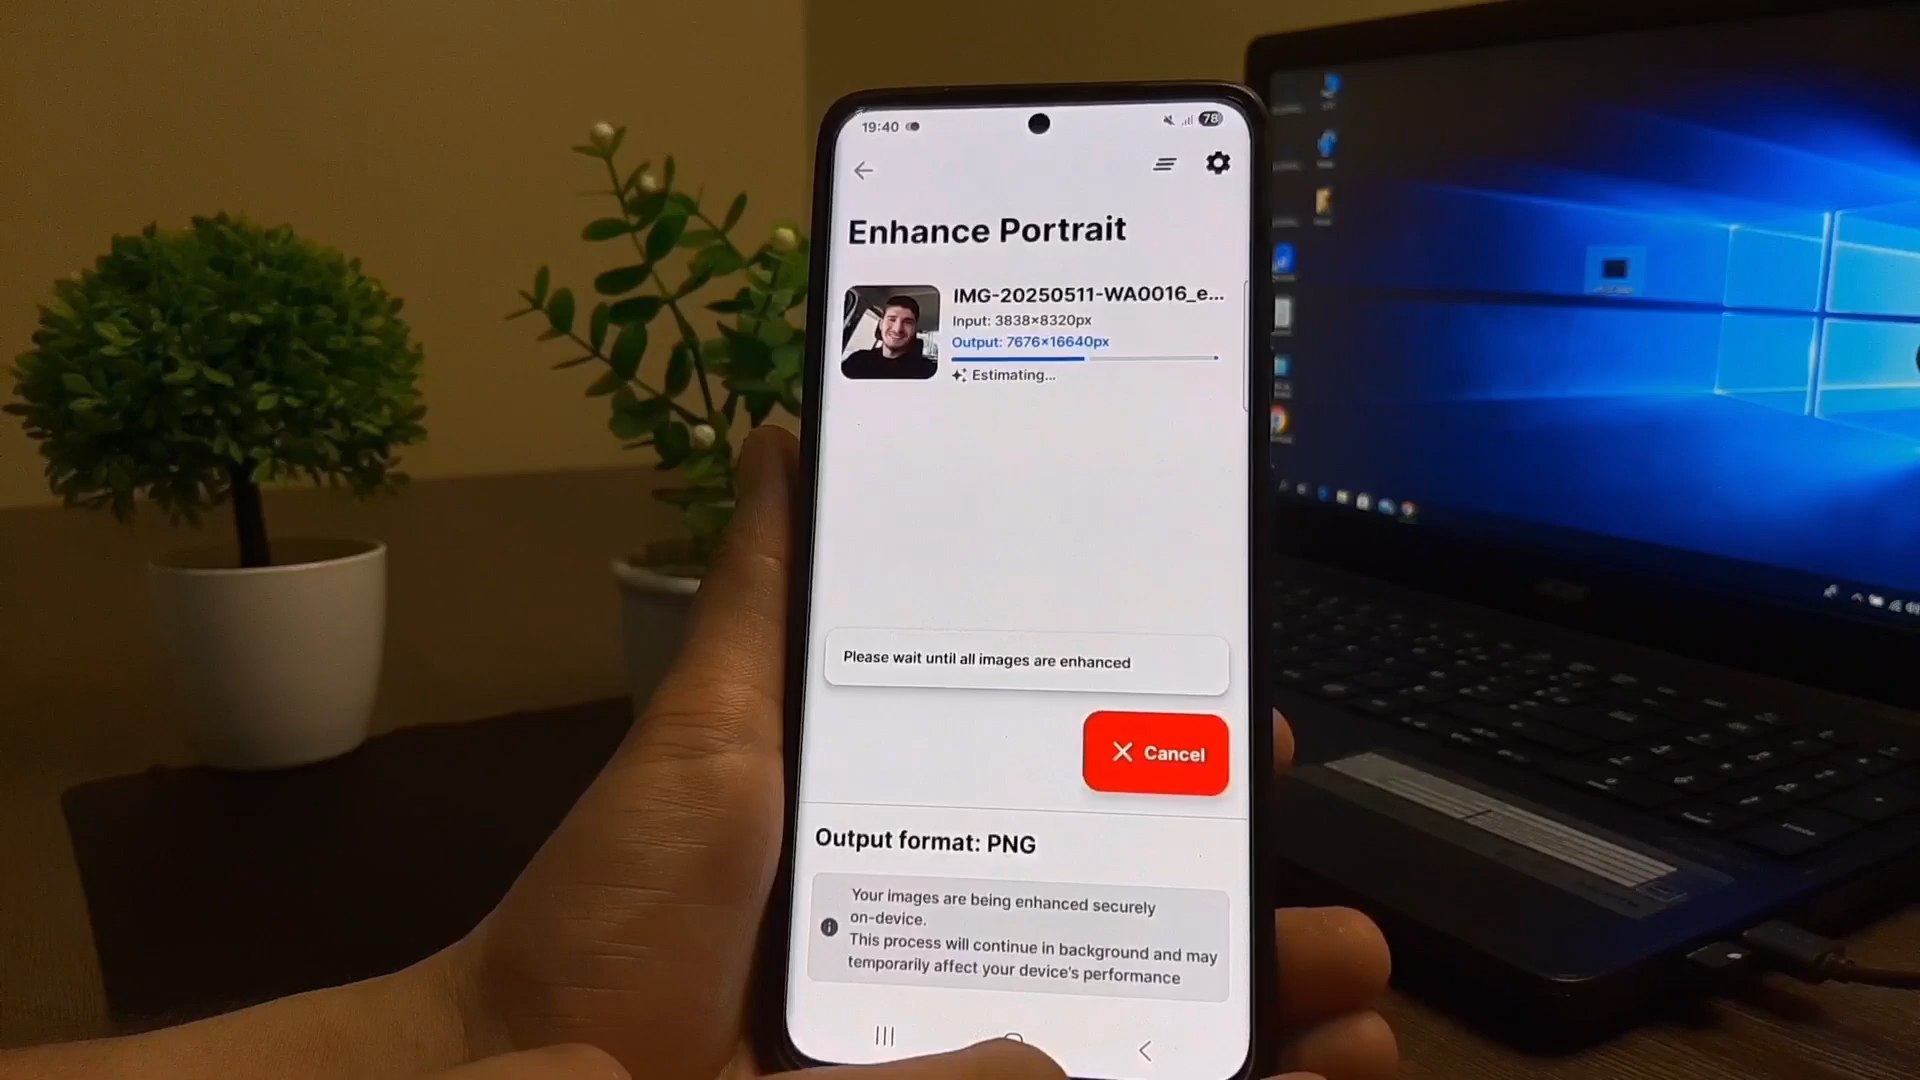 19:40
78
Enhance Portrait
IMG-20250511-WA0016_e...
Input: 3838×8320px
Output: 7676×16640px
Estimating...
Please wait until all images are enhanced
Cancel
Output format: PNG
Your images are being enhanced securely
on-device.
This process will continue in background and may
temporarily affect your device's performance